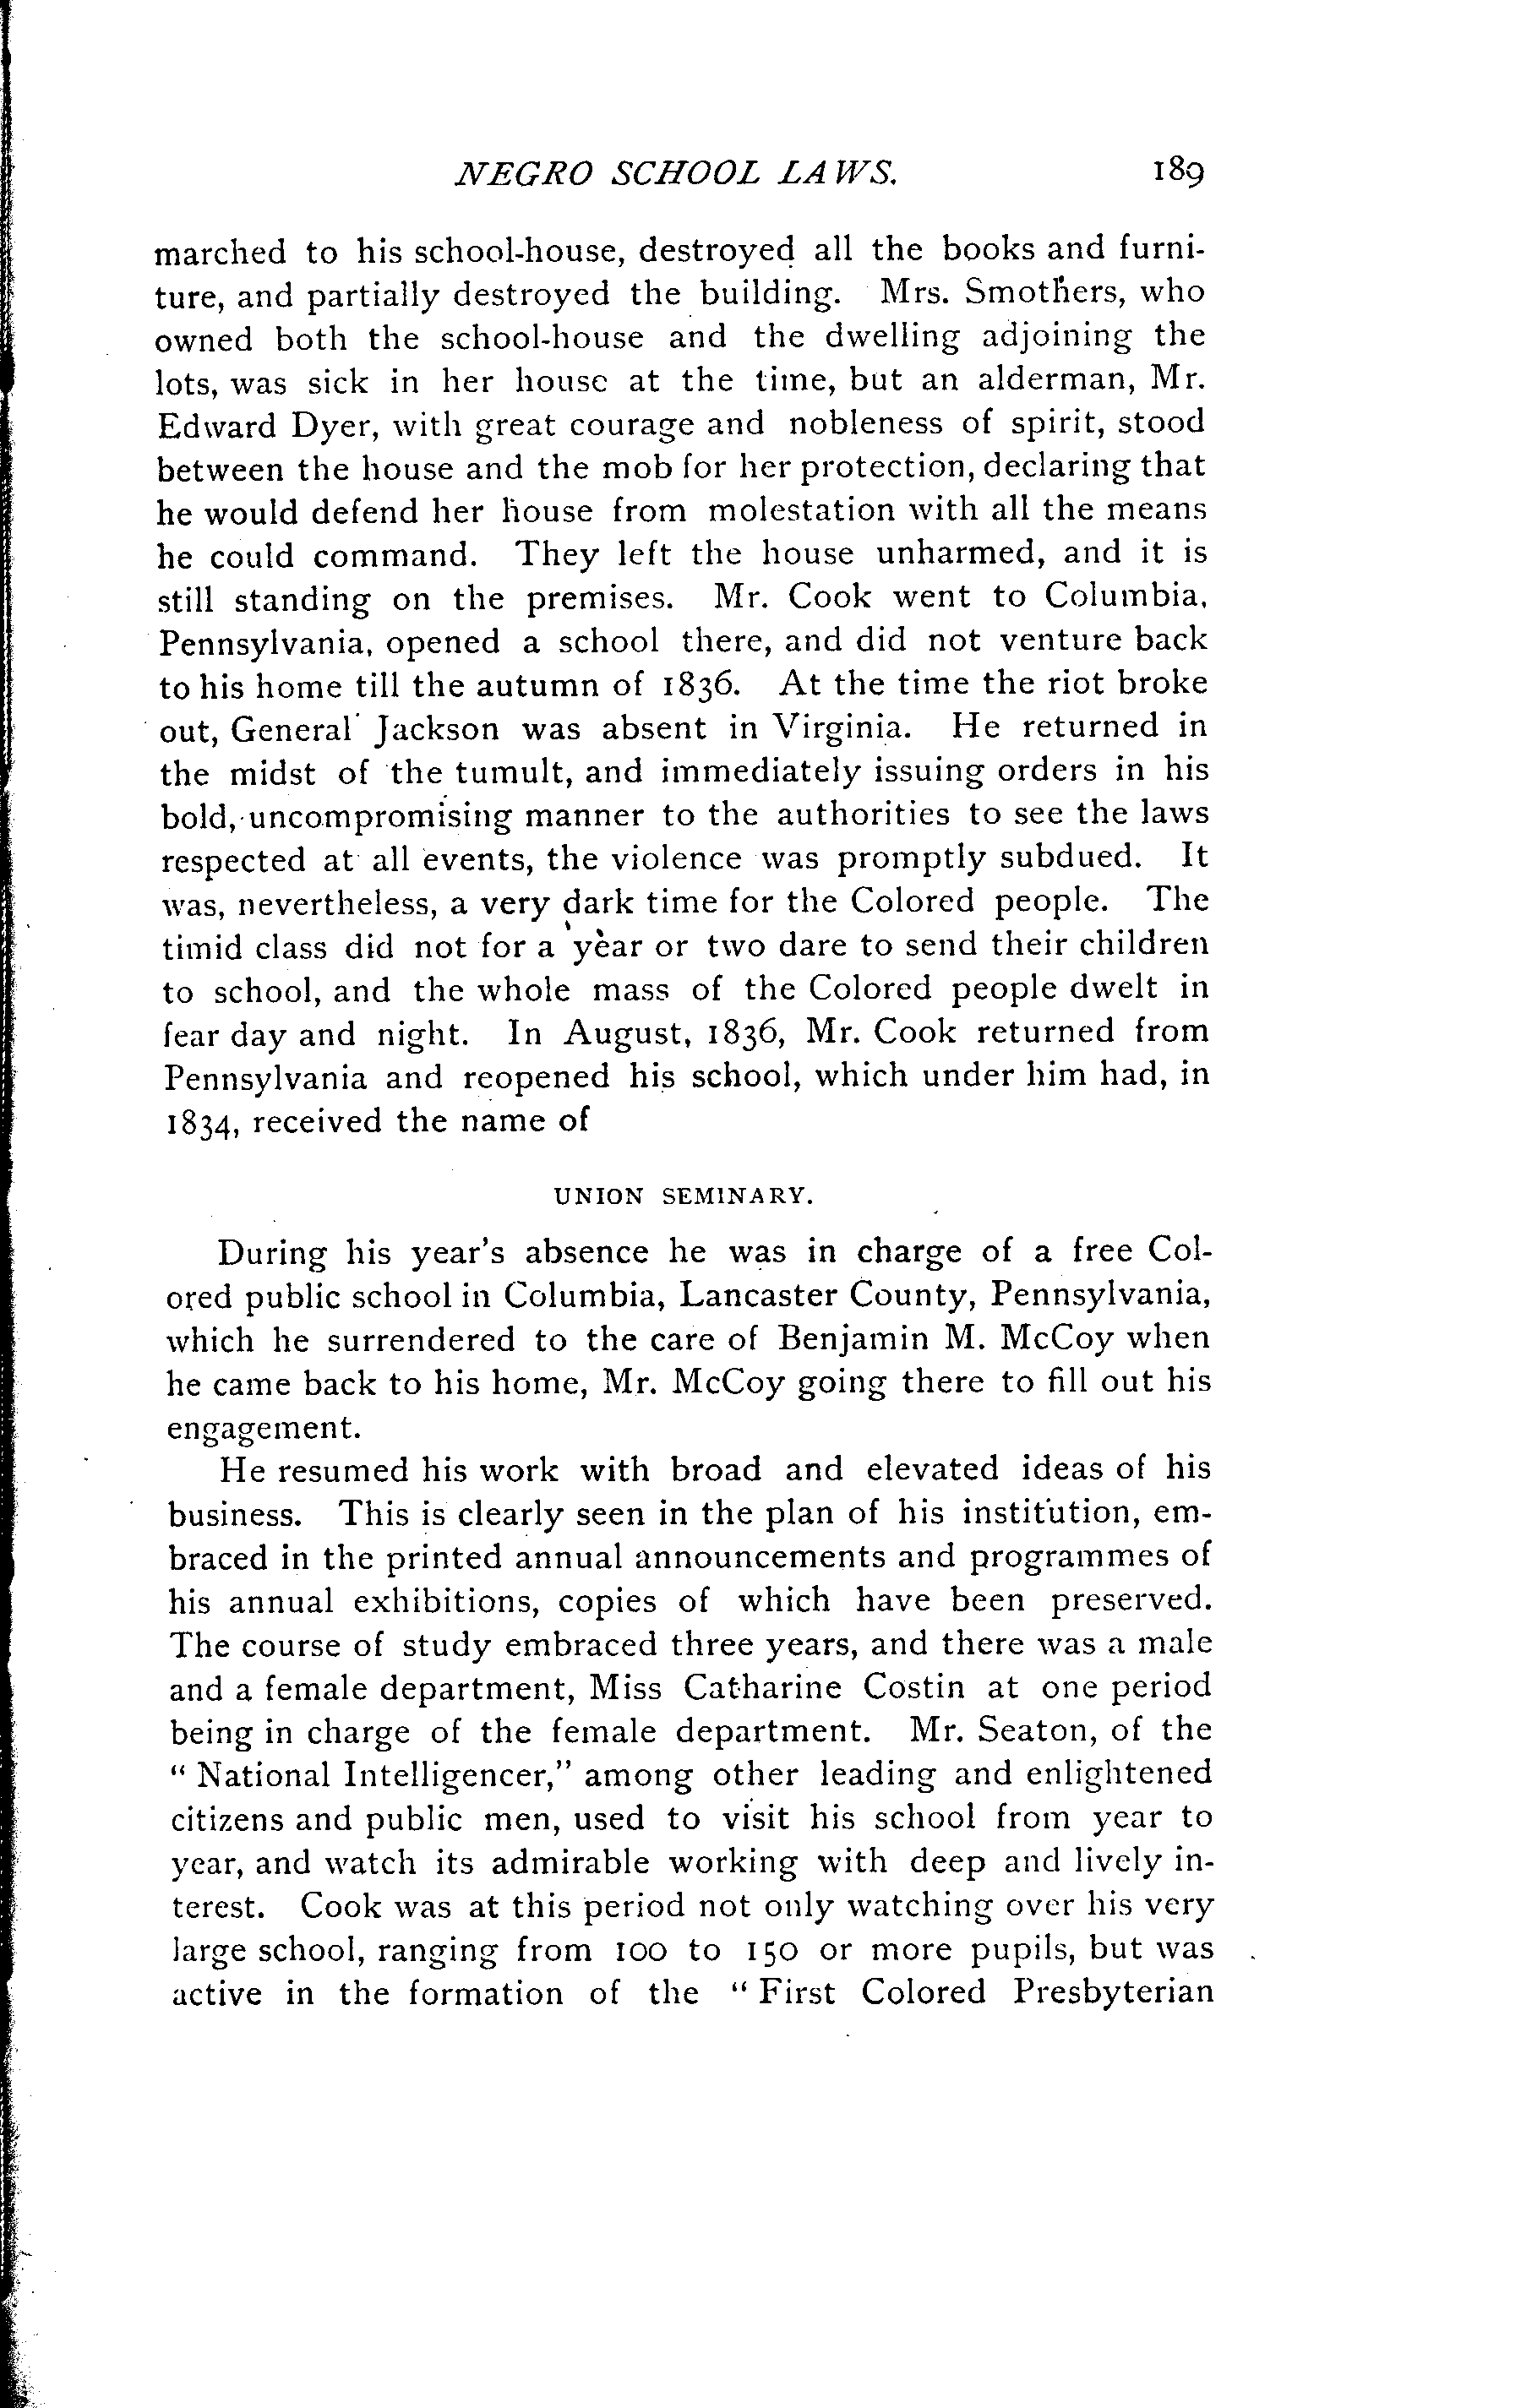 NEGRO SCHOOL LAWS. 189
marched to his school-house, destroyed all the books and furni-
ture, and partially destroyed the building. Mrs. Smothers, who
owned both the school-house and the dwelling adjoining the
lots, was sick in her house at the time, but an alderman, Mr.
Edward Dyer, with great courage and nobleness of spirit, stood
between the house and the mob for her protection, declaring that
he would defend her house from molestation with all the means
he could command. They left the house unharmed, and it is
still standing on the premises. Mr. Cook went to Columbia,
Pennsylvania, opened a school there, and did not venture back
to his home till the autumn of 1836. At the time the riot broke
out, General Jackson was absent in Virginia. He returned in
the midst of the tumult, and immediately issuing orders in his
bold, uncompromising manner to the authorities to see the laws
respected at all events, the violence was promptly subdued. It
was, nevertheless, a very dark time for the Colored people. The
timid class did not for a year or two dare to send their children
to school, and the whole mass of the Colored people dwelt in
fear day and night. In August, 1836, Mr. Cook returned from
Pennsylvania and reopened his school, which under him had, in
1834, received the name of
UNION SEMINARY.
During his year's absence he was in charge of a free Col-
ored public school in Columbia, Lancaster County, Pennsylvania,
which he surrendered to the care of Benjamin M. McCoy when
he came back to his home, Mr. McCoy going there to fill out his
engagement.
He resumed his work with broad and elevated ideas of his
business. This is clearly seen in the plan of his institution, em-
braced in the printed annual announcements and programmes of
his annual exhibitions, copies of which have been preserved.
The course of study embraced three years, and there was a male
and a female department, Miss Catharine Costin at one period
being in charge of the female department. Mr. Seaton, of the
" National Intelligencer," among other leading and enlightened
citizens and public men, used to visit his school from year to
year, and watch its admirable working with deep and lively in-
terest. Cook was at this period not only watching over his very
large school, ranging from 100 to 150 or more pupils, but was
active in the formation of the " First Colored Presbyterian